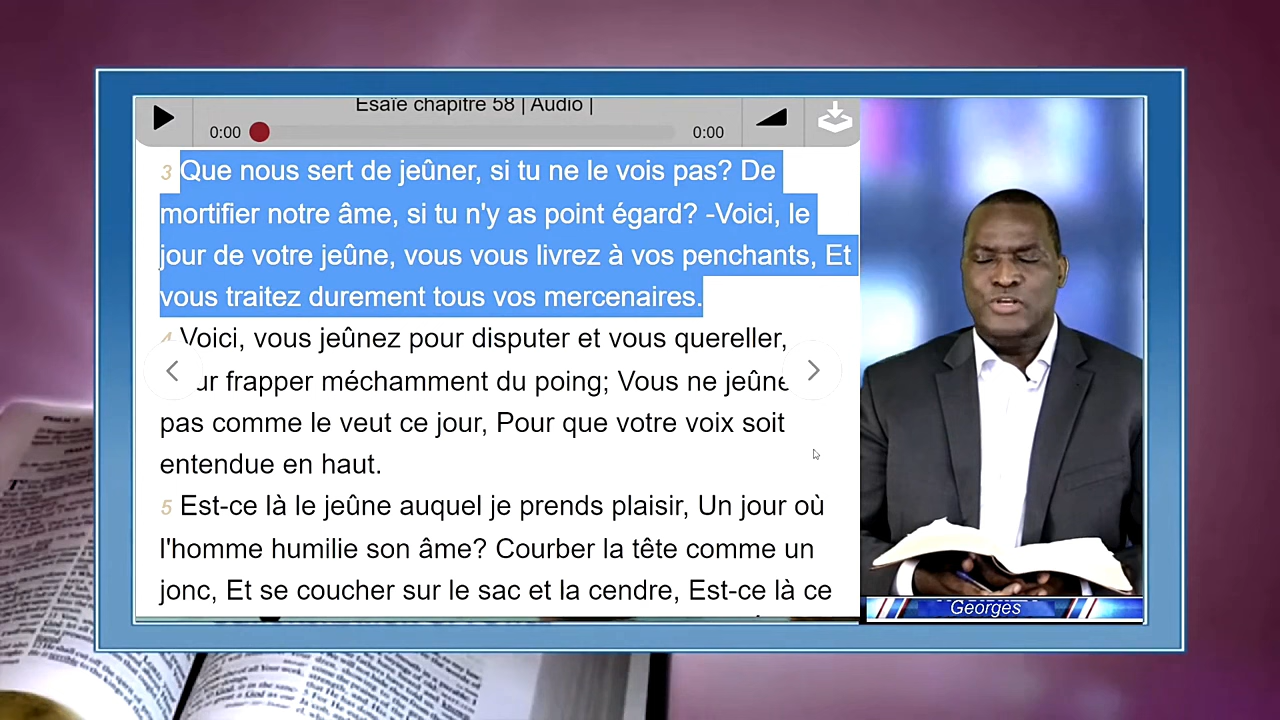 Esaïe chapitre 58 | Audio |
0:00
0:00
3 Que nous sert de jeûner, si tu ne le vois pas? De
mortifier notre âme, si tu n'y as point égard? -Voici, le
jour de votre jeûne, vous vous livrez à vos penchants, Et
vous traitez durement tous vos mercenaires.
4 Voici, vous jeûnez pour disputer et vous quereller,
ur frapper méchamment du poing; Vous ne jeûne
pas comme le veut ce jour, Pour que votre voix soit
entendue en haut.
5 Est-ce là le jeûne auquel je prends plaisir, Un jour où
l'homme humilie son âme? Courber la tête comme un
jonc, Et se coucher sur le sac et la cendre, Est-ce là ce
Georges